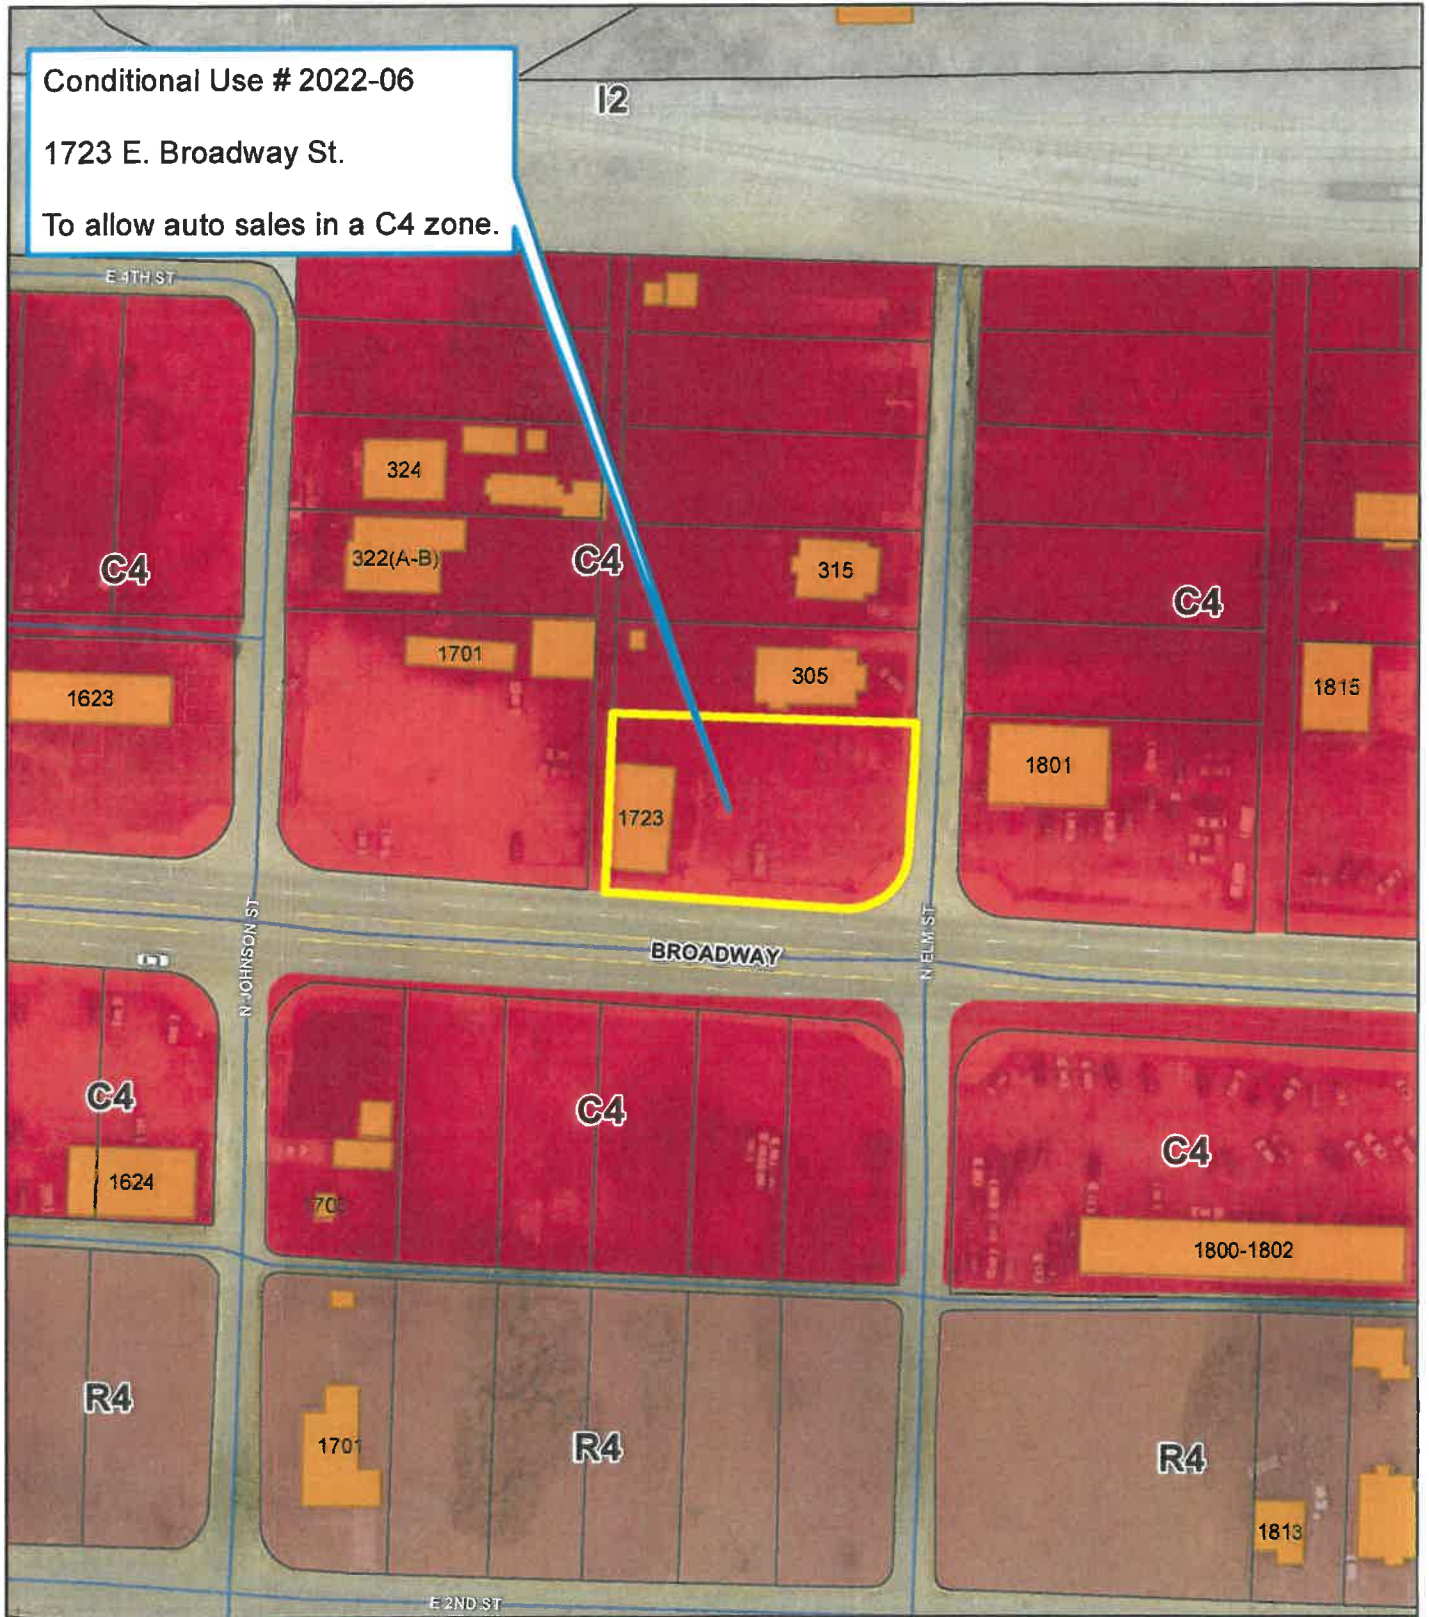 Conditional Use # 2022-06
1723 E. Broadway St.
To allow auto sales in a C4 zone.
I2
E 4TH ST
324
322(A-B)
C4
C4
315
C4
1701
305
1623
1815
1801
1723
N JOHNSON ST
BROADWAY
N ELM ST
C4
C4
C4
1624
1800-1802
R4
R4
R4
1701
1813
E 2ND ST